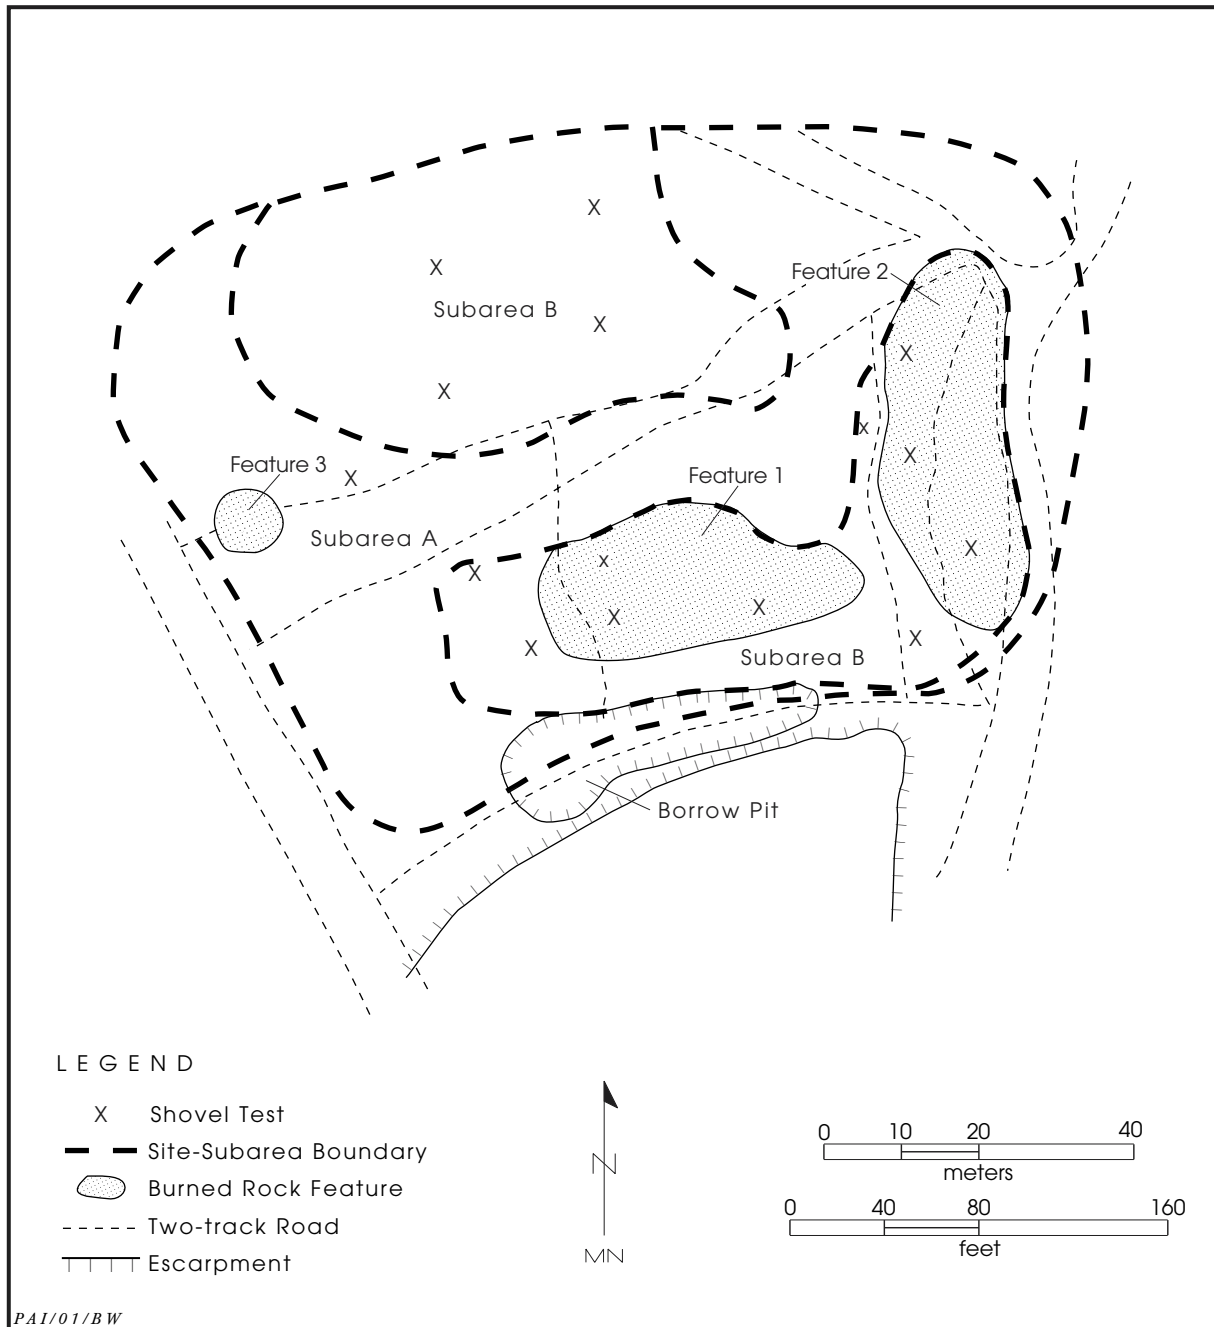 X
X
Feature 2
Subarea B
X
X
X
X
Feature 3
X
Feature 1
X
Subarea A
X
X
X
X
X
X
X
Subarea B
Borrow Pit
LEGEND
X Shovel Test
Site-Subarea Boundary
Burned Rock Feature
Two-track Road
Escarpment
N
MN
0 10 20 40
meters
0 40 80 160
feet
PAI/01/BW